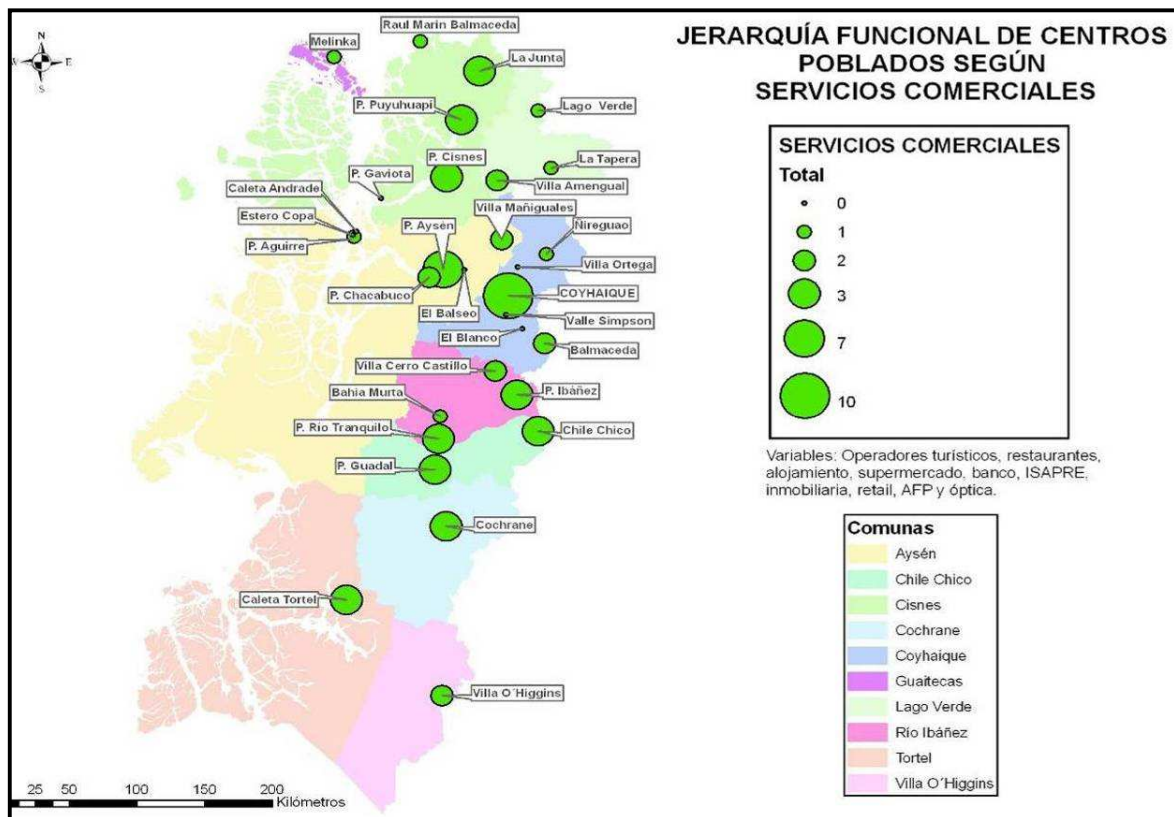 JERARQUÍA FUNCIONAL DE CENTROS
POBLADOS SEGÚN
SERVICIOS COMERCIALES
SERVICIOS COMERCIALES
Total
0
1
2
3
7
10
Variables: Operadores turísticos, restaurantes,
alojamiento, supermercado, banco, ISAPRE,
inmobiliaria, retail, AFP y óptica.
Comunas
Aysén
Chile Chico
Cisnes
Cochrane
Coyhaique
Guaitecas
Lago Verde
Río Ibáñez
Tortel
Villa O´Higgins
N
W
E
S
Raul Marin Balmaceda
Melinka
La Junta
P. Puyuhuapi
Lago Verde
P. Cisnes
La Tapera
P. Gaviota
Villa Amengual
Caleta Andrade
Estero Copa
P. Aguirre
Villa Mañiguales
P. Aysén
Ñireguao
Villa Ortega
P. Chacabuco
COYHAIQUE
El Balseo
Valle Simpson
El Blanco
Balmaceda
Villa Cerro Castillo
Bahia Murta
P. Ibáñez
P. Río Tranquilo
Chile Chico
P. Guadal
Cochrane
Caleta Tortel
Villa O´Higgins
25 50 100 150 200
Kilómetros